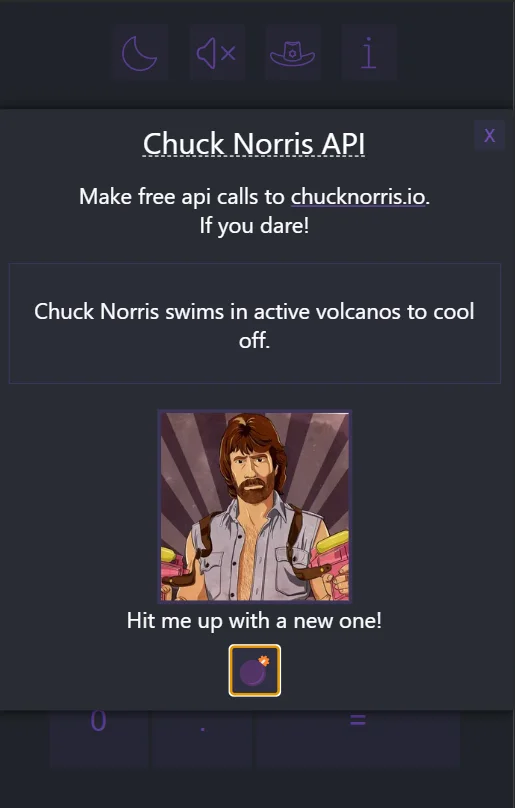 Chuck Norris API
X
Make free api calls to chucknorris.io.
If you dare!
Chuck Norris swims in active volcanos to cool
off.
Hit me up with a new one!
0 . =